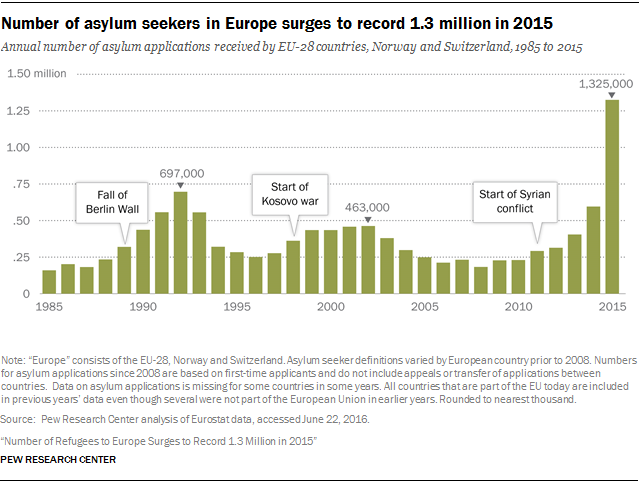 Number of asylum seekers in Europe surges to record 1.3 million in 2015
Annual number of asylum applications received by EU-28 countries, Norway and Switzerland, 1985 to 2015
1.50 million
1,325,000
1.25
1.00
697,000
.75
Fall of
Berlin Wall
Start of
Kosovo war
463,000
Start of Syrian
conflict
.50
.25
0
1985
1990
1995
2000
2005
2010
2015
Note: “Europe” consists of the EU-28, Norway and Switzerland. Asylum seeker definitions varied by European country prior to 2008. Numbers
for asylum applications since 2008 are based on first-time applicants and do not include appeals or transfer of applications between
countries. Data on asylum applications is missing for some countries in some years. All countries that are part of the EU today are included
in previous years’ data even though several were not part of the European Union in earlier years. Rounded to nearest thousand.
Source: Pew Research Center analysis of Eurostat data, accessed June 22, 2016.
“Number of Refugees to Europe Surges to Record 1.3 Million in 2015”
PEW RESEARCH CENTER